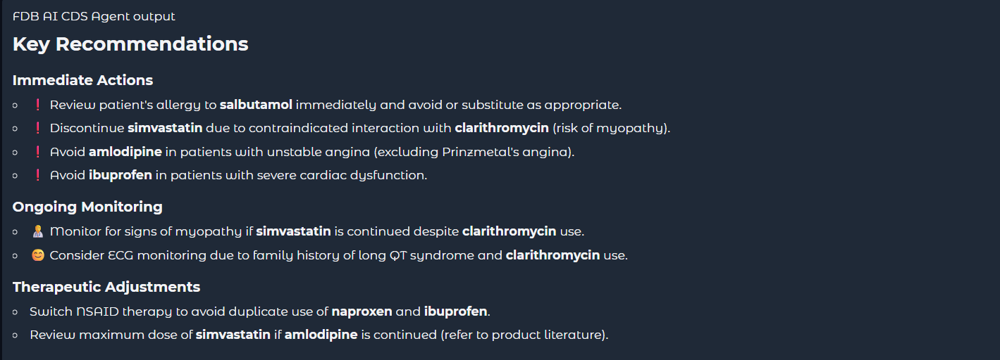 FDB AI CDS Agent output
Key Recommendations
Immediate Actions
❗ Review patient's allergy to salbutamol immediately and avoid or substitute as appropriate.
❗ Discontinue simvastatin due to contraindicated interaction with clarithromycin (risk of myopathy).
❗ Avoid amlodipine in patients with unstable angina (excluding Prinzmetal's angina).
❗ Avoid ibuprofen in patients with severe cardiac dysfunction.
Ongoing Monitoring
Monitor for signs of myopathy if simvastatin is continued despite clarithromycin use.
😊 Consider ECG monitoring due to family history of long QT syndrome and clarithromycin use.
Therapeutic Adjustments
Switch NSAID therapy to avoid duplicate use of naproxen and ibuprofen.
Review maximum dose of simvastatin if amlodipine is continued (refer to product literature).